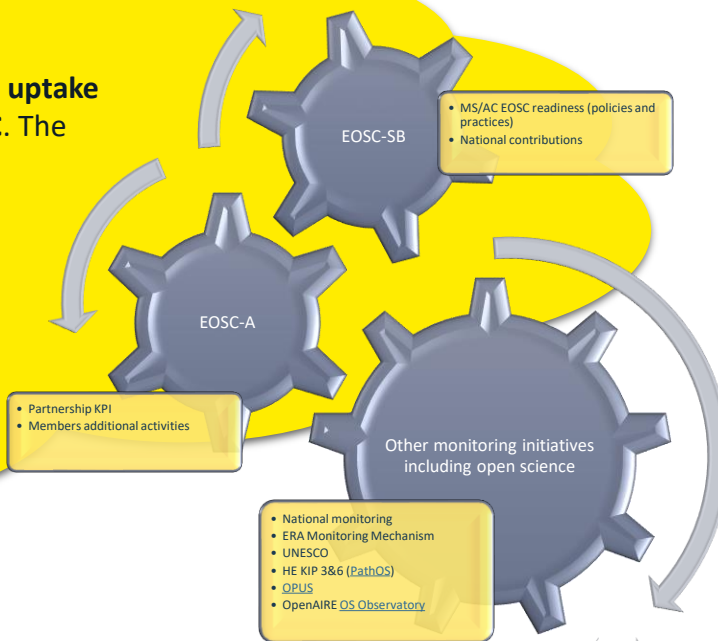 uptake
. The
EOSC-SB
• MS/AC EOSC readiness (policies and
practices)
• National contributions
EOSC-A
• Partnership KPI
• Members additional activities
Other monitoring initiatives
including open science
• National monitoring
• ERA Monitoring Mechanism
• UNESCO
• HE KIP 3&6 (PathOS)
• OPUS
• OpenAIRE OS Observatory